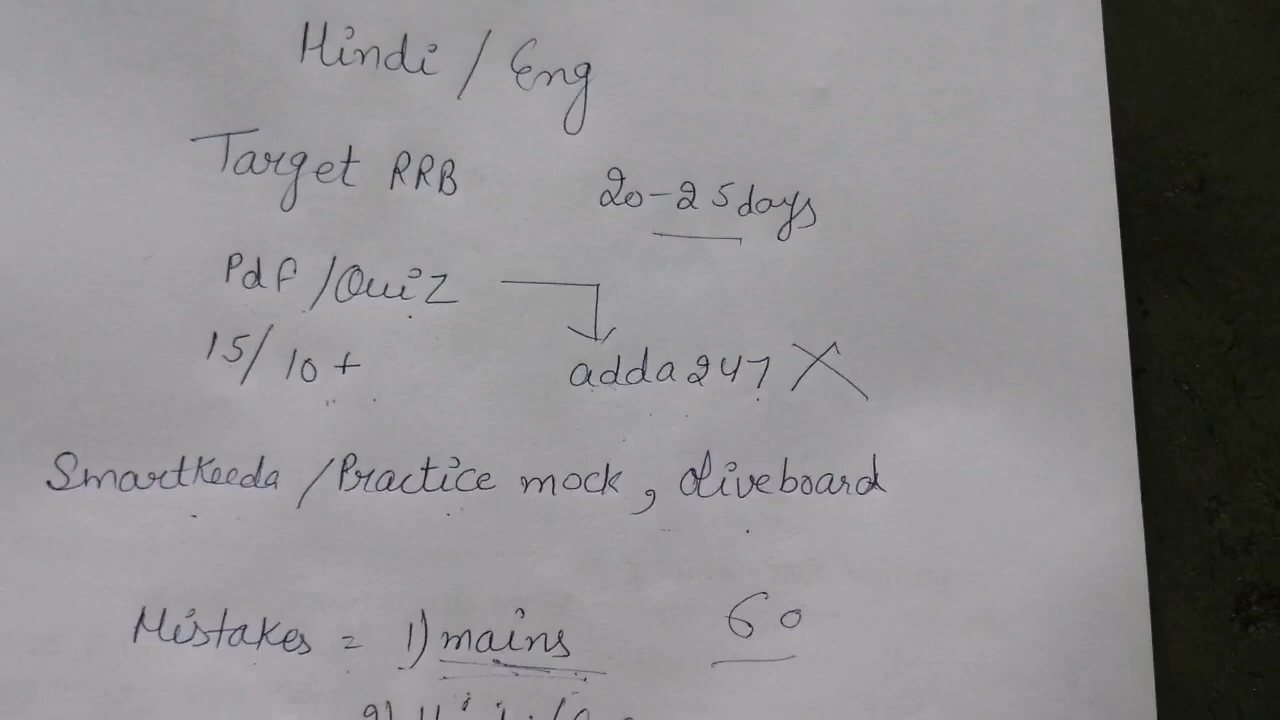 Hindi / Eng
Target RRB 20-25 days
Pdf / Quiz
15/10+ adda247 X
Smartkeeda / Practice mock, Oliveboard
Mistakes = 1) mains 60
2)